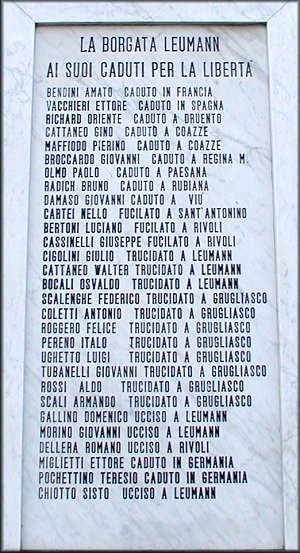 LA BORGATA LEUMANN
AI SUOI CADUTI PER LA LIBERTA'
BENDINI AMATO CADUTO IN FRANCIA
VACCHIERI ETTORE CADUTO IN SPAGNA
RICHARD ORIENTE CADUTO A DRUENTO
CATTANEO GINO CADUTO A COAZZE
MAFFIODO PIERINO CADUTO A COAZZE
BROCCARDO GIOVANNI CADUTO A REGINA M.
OLMO PAOLO CADUTO A PAESANA
RADICH BRUNO CADUTO A RUBIANA
DAMASO GIOVANNI CADUTO A VIU'
CARTEI NELLO FUCILATO A SANT'ANTONINO
BERTONI LUCIANO FUCILATO A RIVOLI
CASSINELLI GIUSEPPE FUCILATO A RIVOLI
CIGOLINI GIULIO TRUCIDATO A LEUMANN
CATTANEO WALTER TRUCIDATO A LEUMANN
BOCALI OSVALDO TRUCIDATO A LEUMANN
SCALENGHE FEDERICO TRUCIDATO A GRUGLIASCO
COLETTI ANTONIO TRUCIDATO A GRUGLIASCO
ROGGERO FELICE TRUCIDATO A GRUGLIASCO
PERENO ITALO TRUCIDATO A GRUGLIASCO
UGHETTO LUIGI TRUCIDATO A GRUGLIASCO
TUBANELLI GIOVANNI TRUCIDATO A GRUGLIASCO
ROSSI ALDO TRUCIDATO A GRUGLIASCO
SCALI ARMANDO TRUCIDATO A GRUGLIASCO
GALLINO DOMENICO UCCISO A LEUMANN
MORINO GIOVANNI UCCISO A LEUMANN
DELLERA ROMANO UCCISO A RIVOLI
MIGLIETTI ETTORE CADUTO IN GERMANIA
POCHETTINO TERESIO CADUTO IN GERMANIA
CHIOTTO SISTO UCCISO A LEUMANN